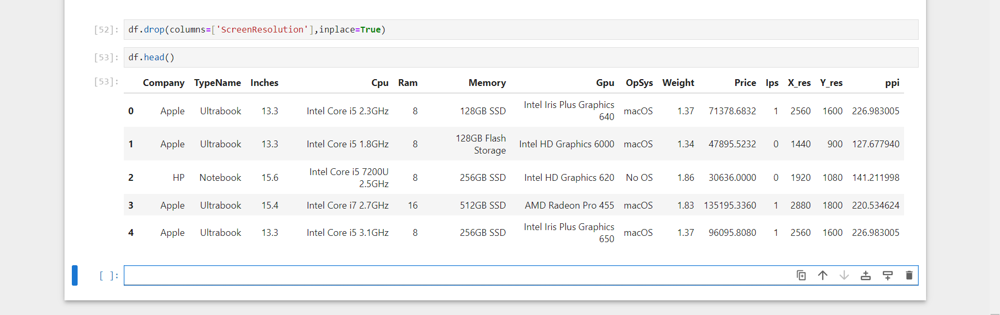 [52]: df.drop(columns=['ScreenResolution'],inplace=True)
[53]: df.head()
[53]: Company TypeName Inches Cpu Ram Memory Gpu OpSys Weight Price Ips X_res Y_res ppi
0 Apple Ultrabook 13.3 Intel Core i5 2.3GHz 8 128GB SSD Intel Iris Plus Graphics 640 macOS 1.37 71378.6832 1 2560 1600 226.983005
1 Apple Ultrabook 13.3 Intel Core i5 1.8GHz 8 128GB Flash Storage Intel HD Graphics 6000 macOS 1.34 47895.5232 0 1440 900 127.677940
2 HP Notebook 15.6 Intel Core i5 7200U 2.5GHz 8 256GB SSD Intel HD Graphics 620 No OS 1.86 30636.0000 0 1920 1080 141.211998
3 Apple Ultrabook 15.4 Intel Core i7 2.7GHz 16 512GB SSD AMD Radeon Pro 455 macOS 1.83 135195.3360 1 2880 1800 220.534624
4 Apple Ultrabook 13.3 Intel Core i5 3.1GHz 8 256GB SSD Intel Iris Plus Graphics 650 macOS 1.37 96095.8080 1 2560 1600 226.983005
[ ]: